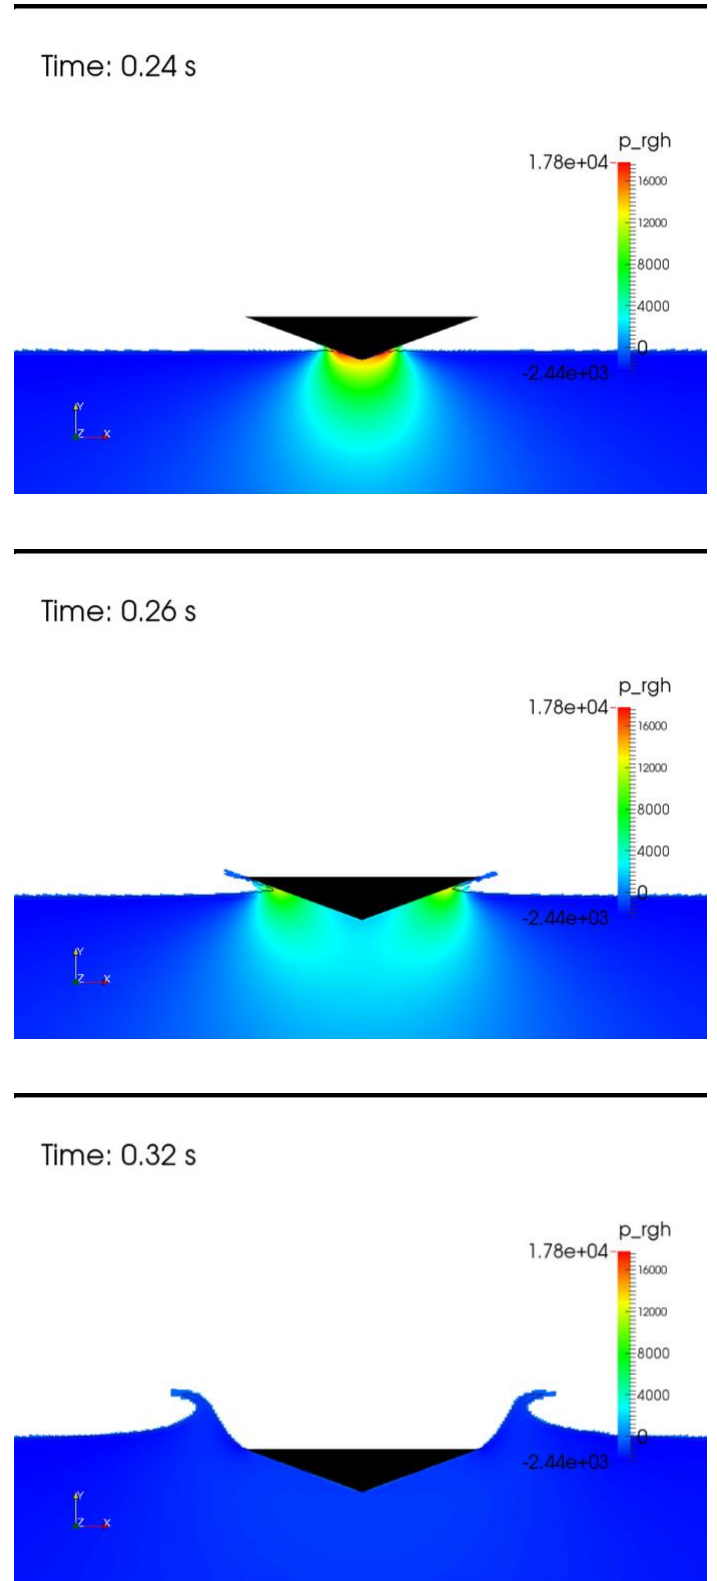 Time: 0.24 s
p_rgh
1.78e+04
16000
12000
8000
4000
0
-2.44e+03
Y
Z X
Time: 0.26 s
p_rgh
1.78e+04
16000
12000
8000
4000
0
-2.44e+03
Y
Z X
Time: 0.32 s
p_rgh
1.78e+04
16000
12000
8000
4000
0
-2.44e+03
Y
Z X